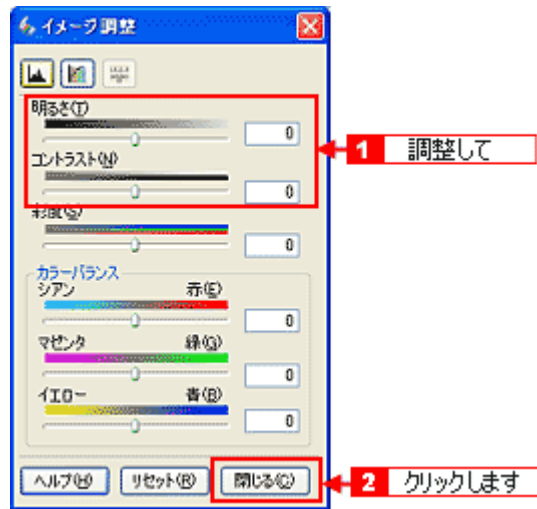 イメージ調整
明るさ(T)
0
1 調整して
コントラスト(N)
0
彩度(S)
0
カラーバランス
シアン 赤(E)
0
マゼンタ 緑(G)
0
イエロー 青(B)
0
ヘルプ(H) リセット(R) 閉じる(C)
2 クリックします